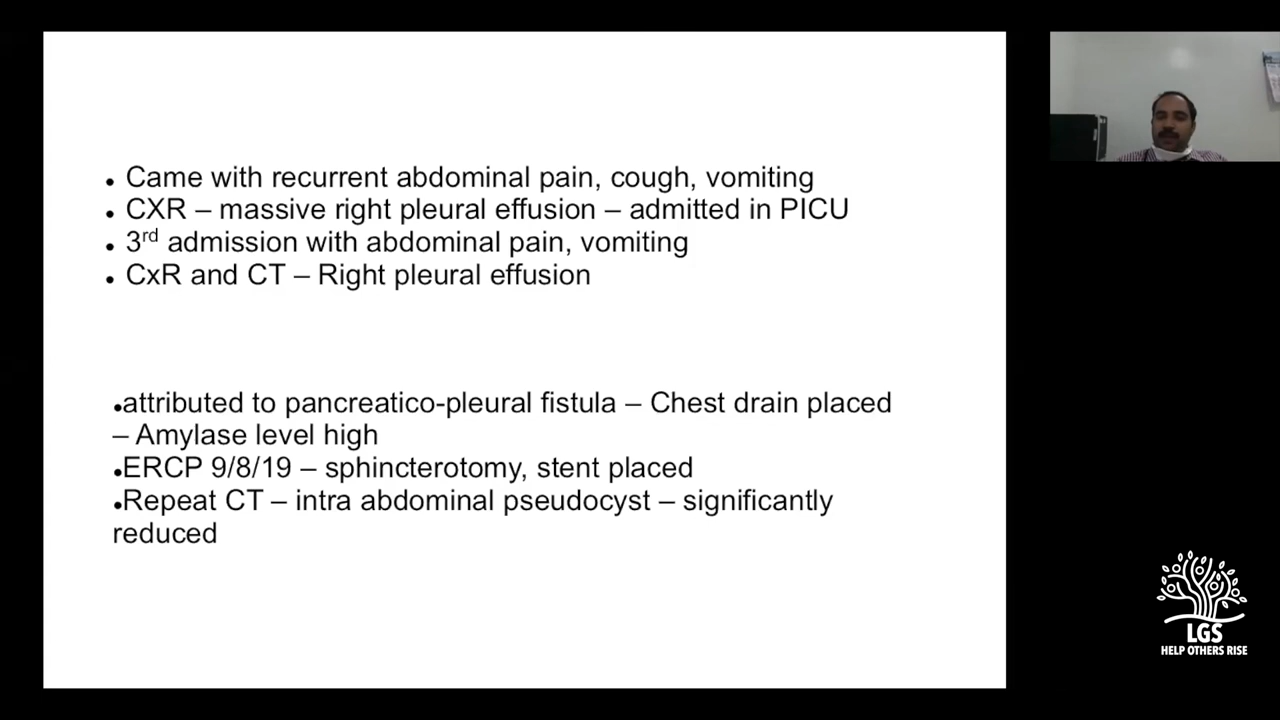 • Came with recurrent abdominal pain, cough, vomiting
• CXR – massive right pleural effusion – admitted in PICU
• 3rd admission with abdominal pain, vomiting
• CxR and CT – Right pleural effusion
•attributed to pancreatico-pleural fistula – Chest drain placed
– Amylase level high
•ERCP 9/8/19 – sphincterotomy, stent placed
•Repeat CT – intra abdominal pseudocyst – significantly
reduced
LGS
HELP OTHERS RISE